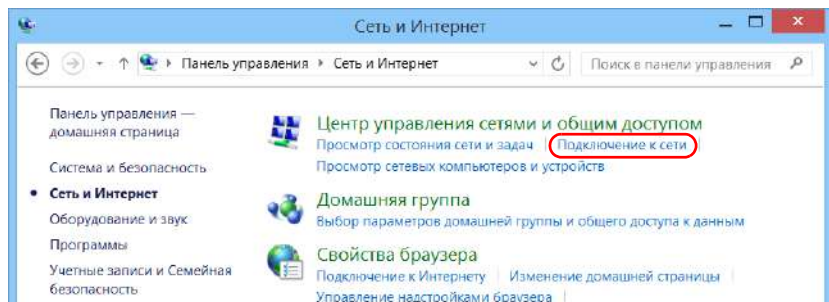 Сеть и Интернет
Панель управления ▸ Сеть и Интернет
Поиск в панели управления
Панель управления —
домашняя страница
Система и безопасность
Сеть и Интернет
Оборудование и звук
Программы
Учетные записи и Семейная
безопасность
Центр управления сетями и общим доступом
Просмотр состояния сети и задач | Подключение к сети
Просмотр сетевых компьютеров и устройств
Домашняя группа
Выбор параметров домашней группы и общего доступа к данным
Свойства браузера
Подключение к Интернету | Изменение домашней страницы
Управление надстройками браузера